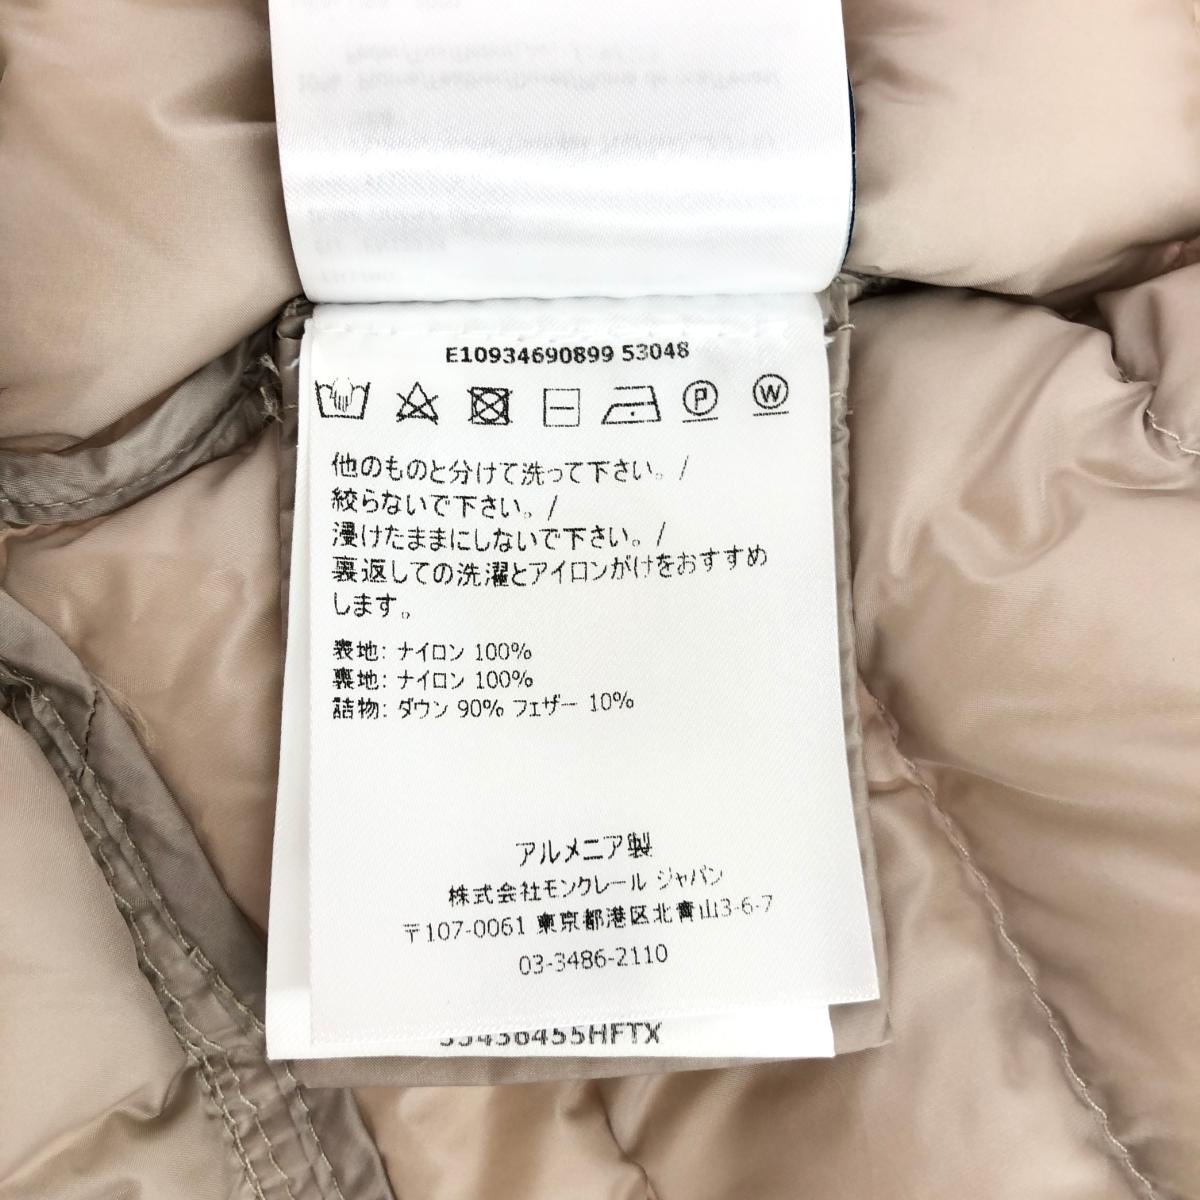 E10934690899 53048
P W
他のものと分けて洗って下さい。/
絞らないで下さい。/
浸けたままにしないで下さい。/
裏返しての洗濯とアイロンがけをおすすめ
します。
表地: ナイロン 100%
裏地: ナイロン 100%
詰物: ダウン 90% フェザー 10%
アルメニア製
株式会社モンクレール ジャパン
〒107-0061 東京都港区北青山3-6-7
03-3486-2110